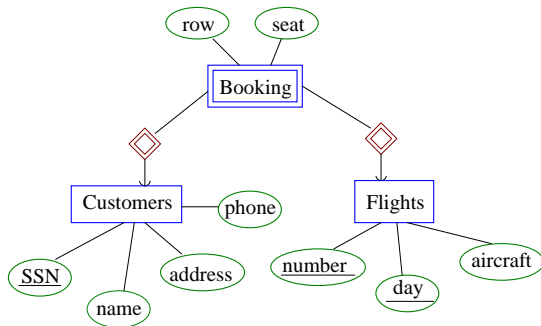 row
seat
Booking
Customers
Flights
phone
SSN
name
address
number
day
aircraft